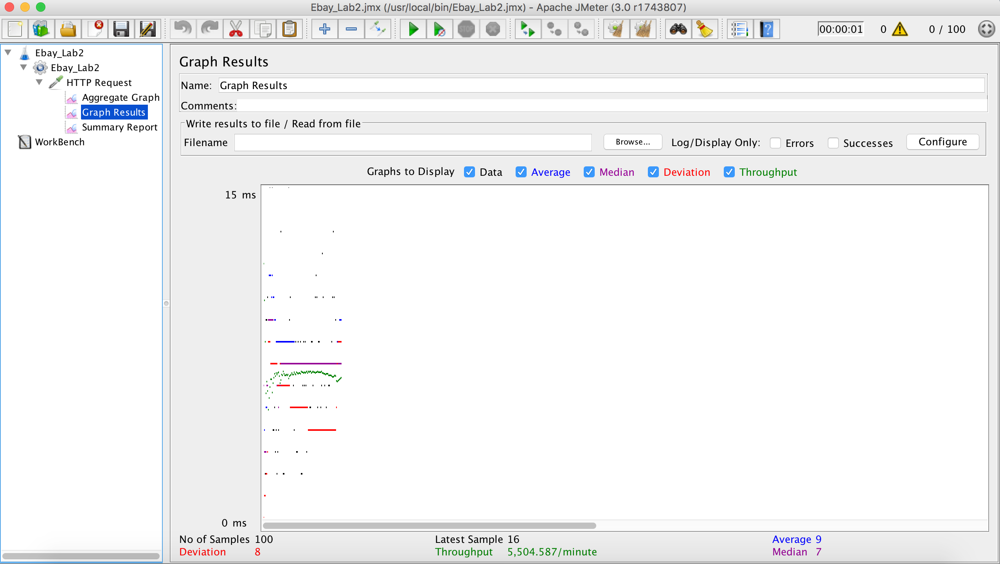 Ebay_Lab2.jmx (/usr/local/bin/Ebay_Lab2.jmx) - Apache JMeter (3.0 r1743807)
STOP
00:00:01 0 0 / 100
Ebay_Lab2
Ebay_Lab2
HTTP Request
Aggregate Graph
Graph Results
Summary Report
WorkBench
Graph Results
Name: Graph Results
Comments:
Write results to file / Read from file
Filename Browse... Log/Display Only: Errors Successes Configure
Graphs to Display Data Average Median Deviation Throughput
15 ms
0 ms
No of Samples 100 Latest Sample 16 Average 9
Deviation 8 Throughput 5,504.587/minute Median 7